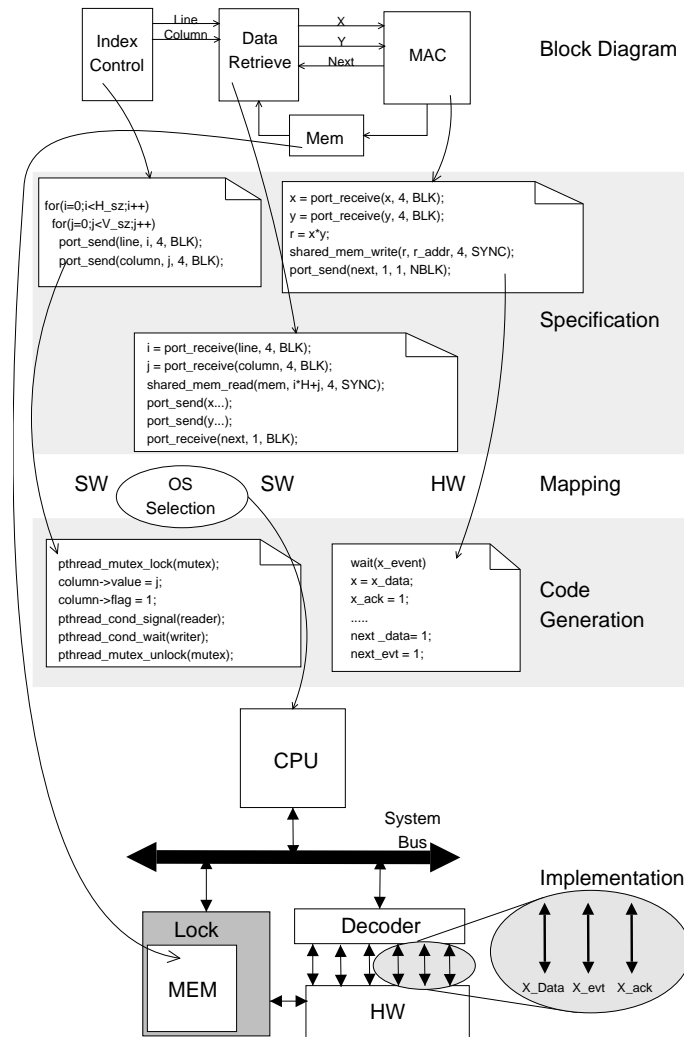 Index
Control
Line
Column
Data
Retrieve
X
Y
Next
MAC
Mem
Block Diagram
for(i=0;i<H_sz;i++)
for(j=0;j<V_sz;j++)
port_send(line, i, 4, BLK);
port_send(column, j, 4, BLK);
x = port_receive(x, 4, BLK);
y = port_receive(y, 4, BLK);
r = x*y;
shared_mem_write(r, r_addr, 4, SYNC);
port_send(next, 1, 1, NBLK);
Specification
i = port_receive(line, 4, BLK);
j = port_receive(column, 4, BLK);
shared_mem_read(mem, i*H+j, 4, SYNC);
port_send(x...);
port_send(y...);
port_receive(next, 1, BLK);
SW
OS
Selection
SW
HW
Mapping
pthread_mutex_lock(mutex);
column->value = j;
column->flag = 1;
pthread_cond_signal(reader);
pthread_cond_wait(writer);
pthread_mutex_unlock(mutex);
wait(x_event)
x = x_data;
x_ack = 1;
.....
next _data= 1;
next_evt = 1;
Code
Generation
CPU
System
Bus
Implementation
Lock
MEM
Decoder
HW
X_Data
X_evt
X_ack